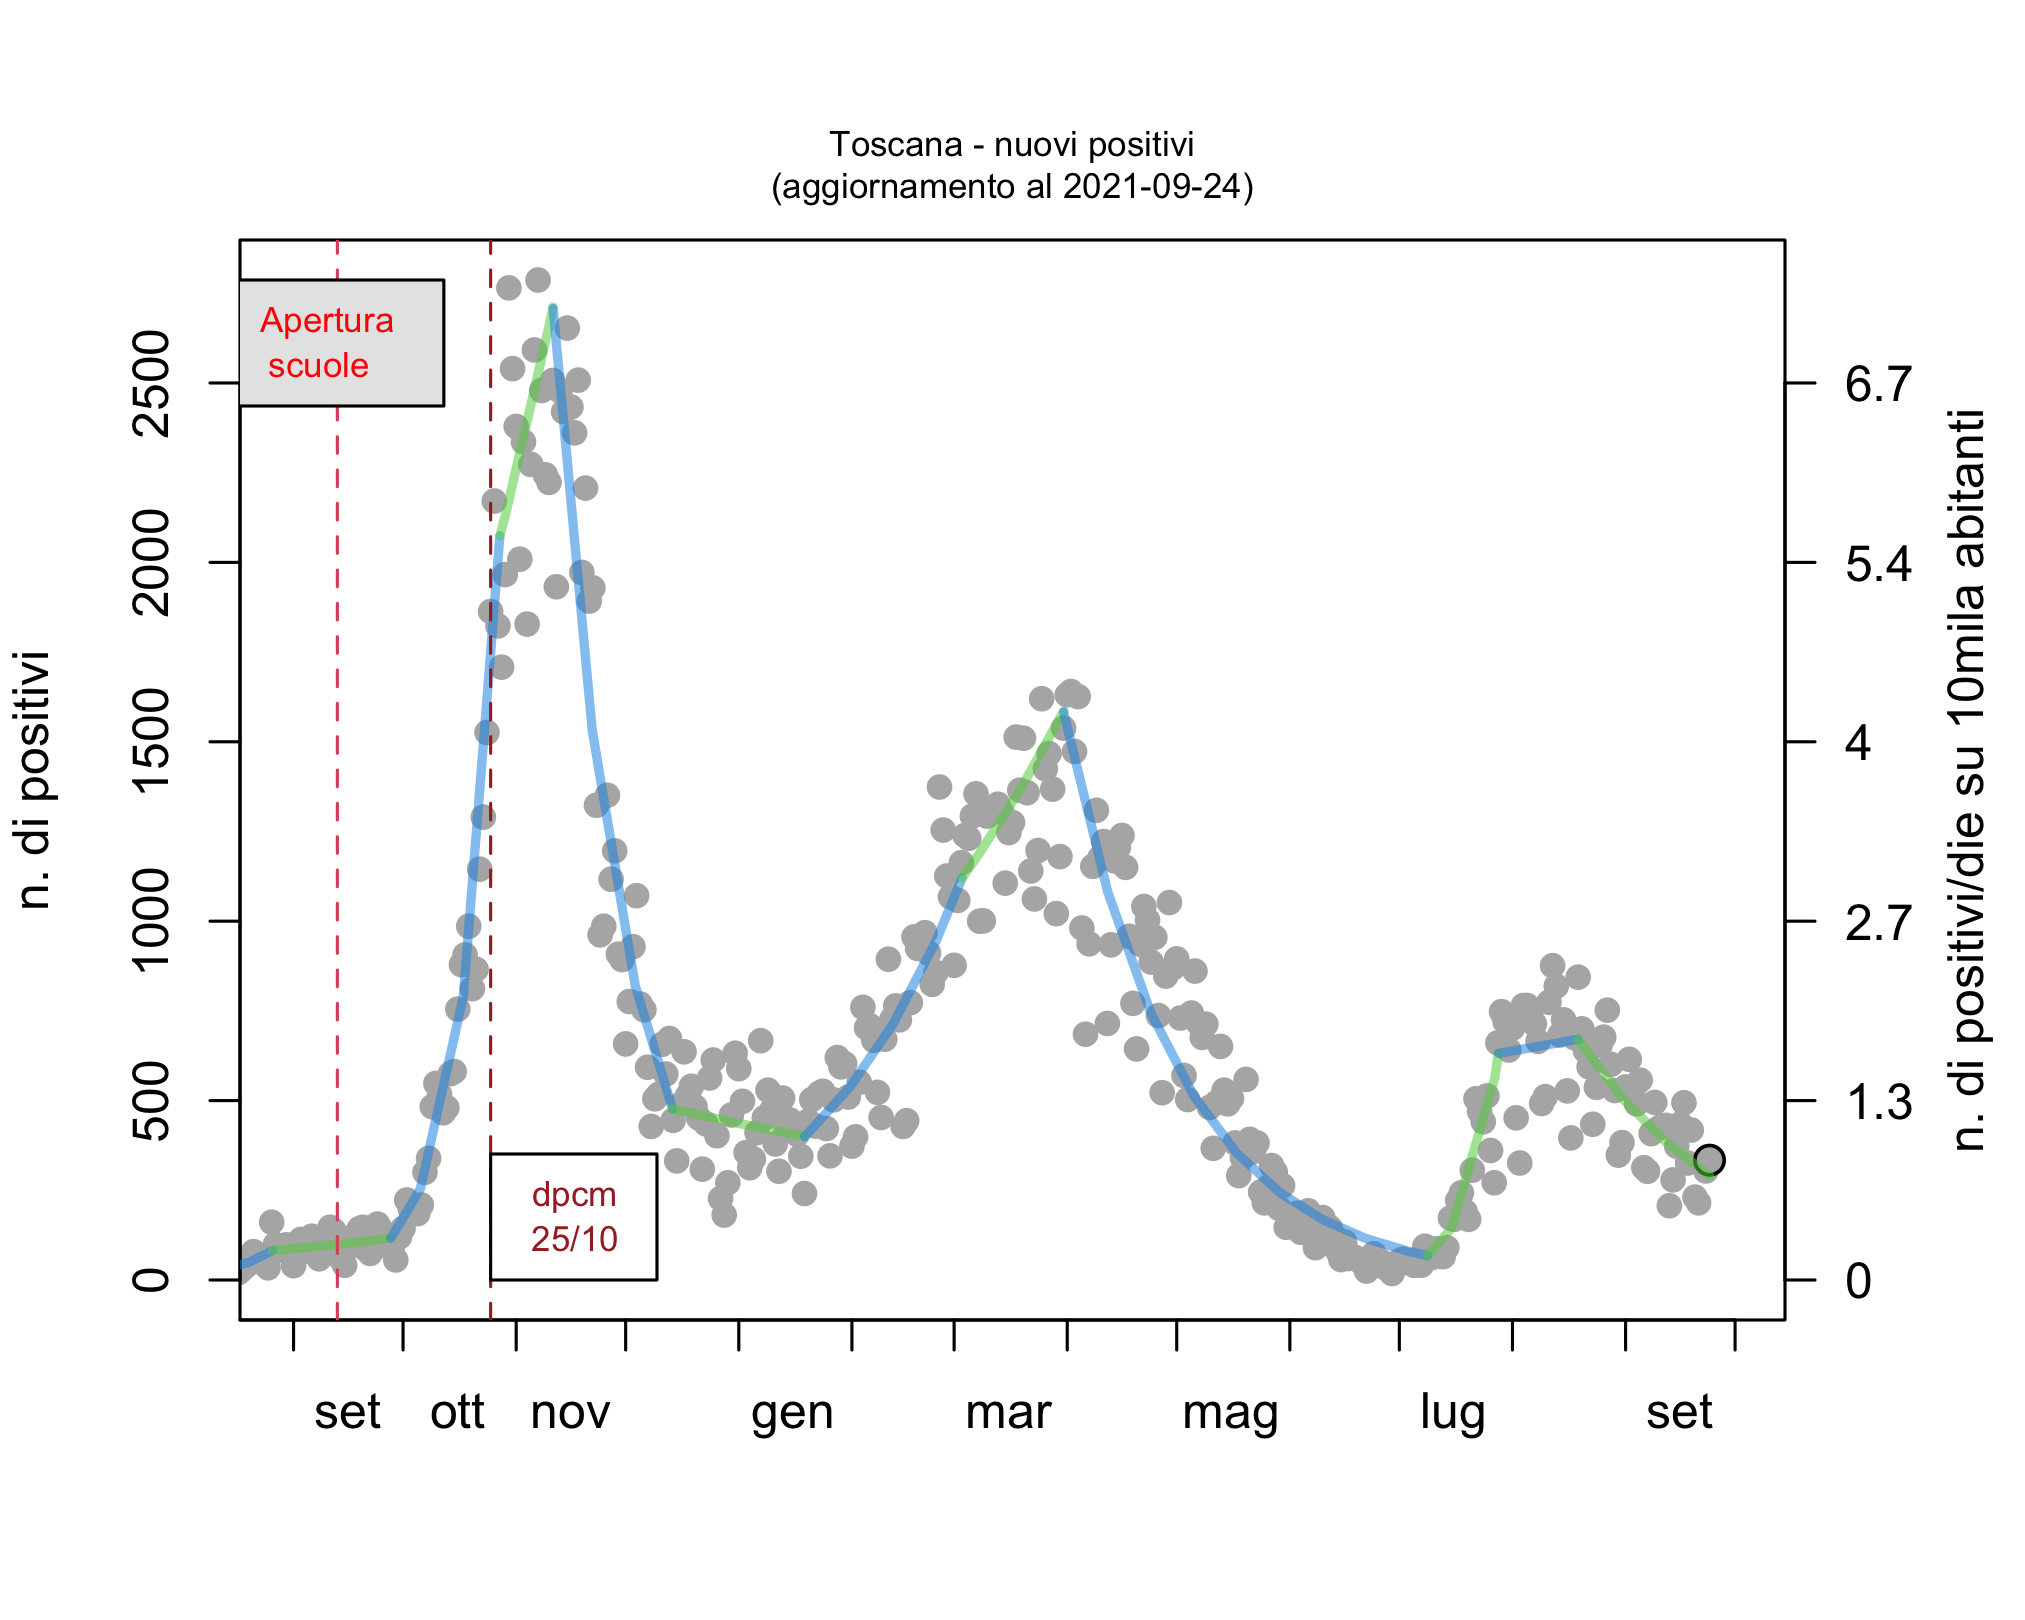 Toscana - nuovi positivi
(aggiornamento al 2021-09-24)
n. di positivi
2500
2000
1500
1000
500
0
Apertura
scuole
dpcm
25/10
6.7
5.4
4
2.7
1.3
0
n. di positivi/die su 10mila abitanti
set ott nov gen mar mag lug set